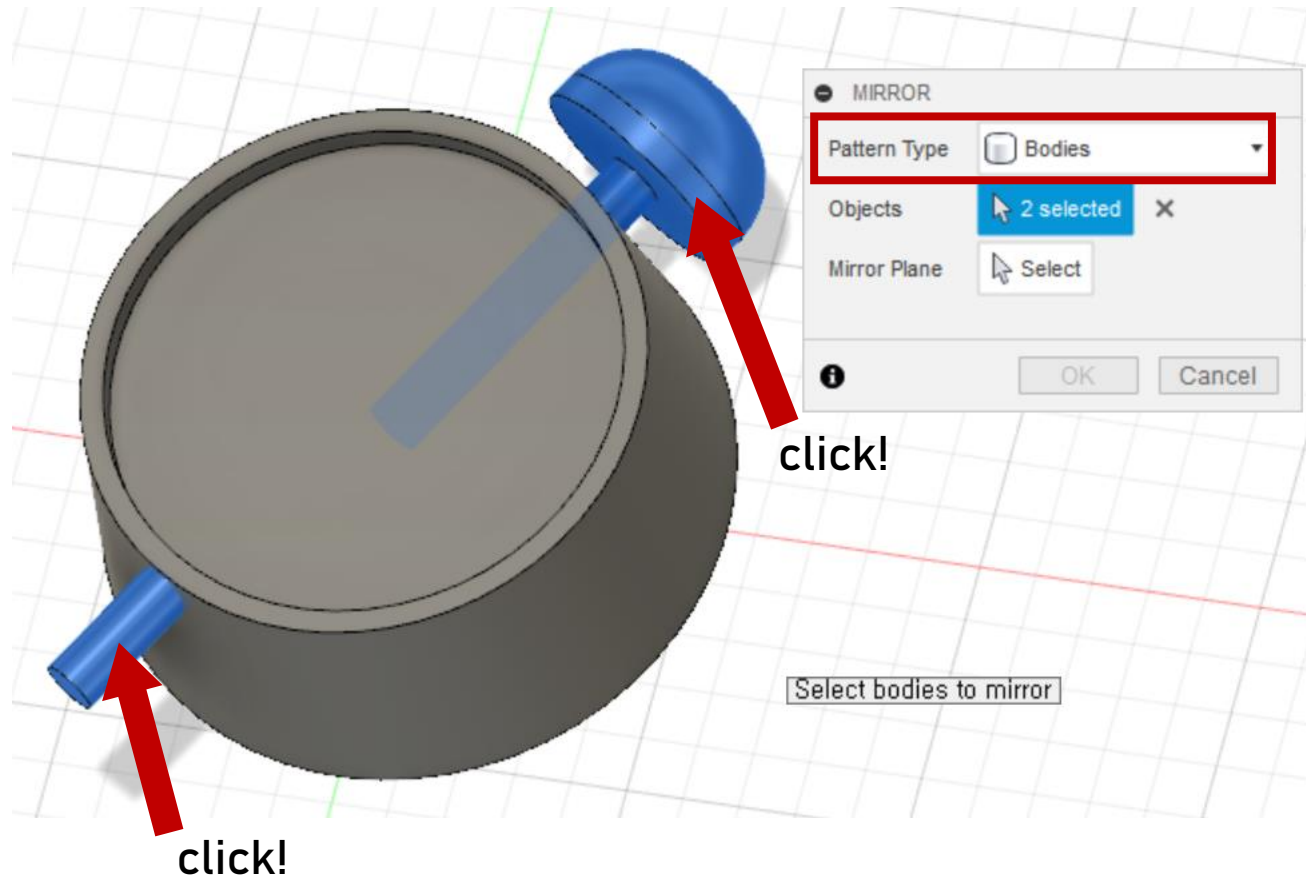 MIRROR
Pattern Type Bodies
Objects 2 selected
Mirror Plane Select
OK Cancel
click!
Select bodies to mirror
click!